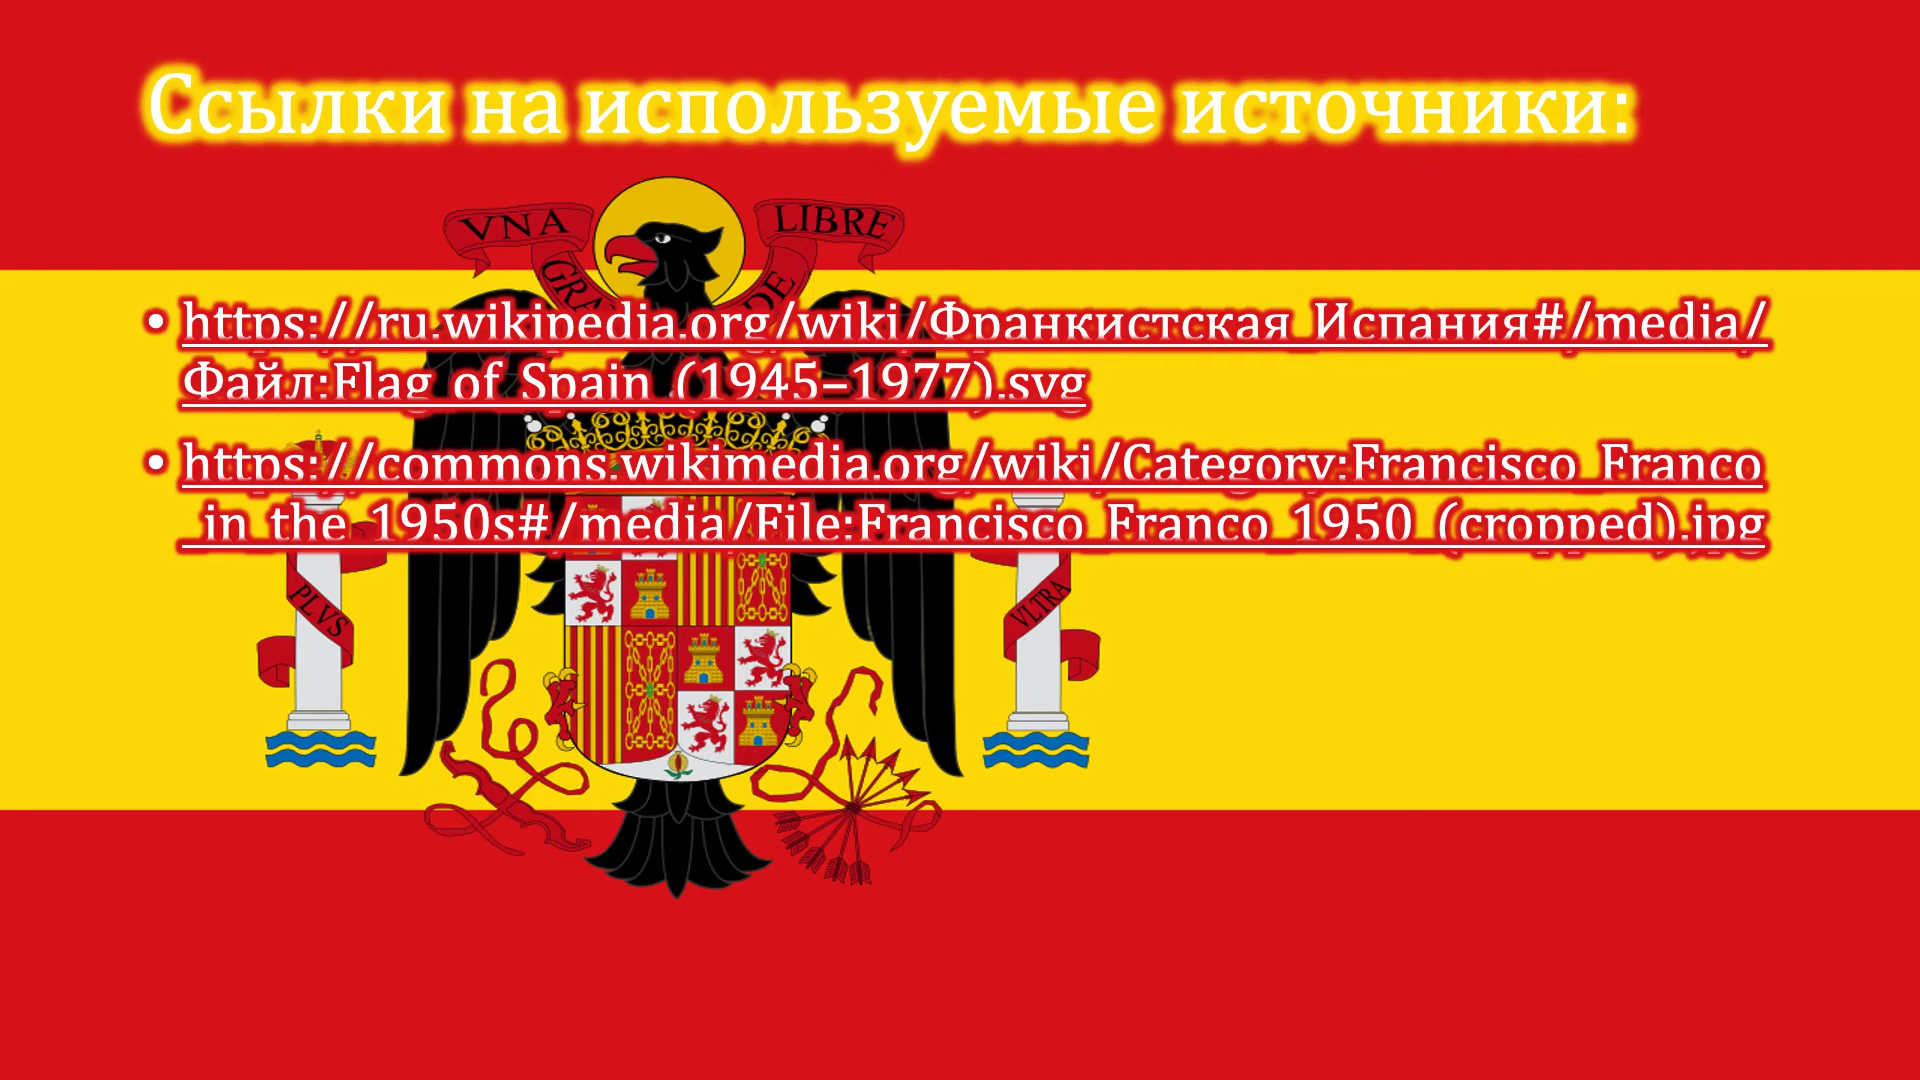 Ссылки на используемые источники:
VNA
LIBRE
DE
• https://ru.wikipedia.org/wiki/Франкистская_Испания#/media/
Файл:Flag_of_Spain_(1945–1977).svg
• https://commons.wikimedia.org/wiki/Category:Francisco_Franco
_in_the_1950s#/media/File:Francisco_Franco_1950_(cropped).jpg
PLVS
VLTRA